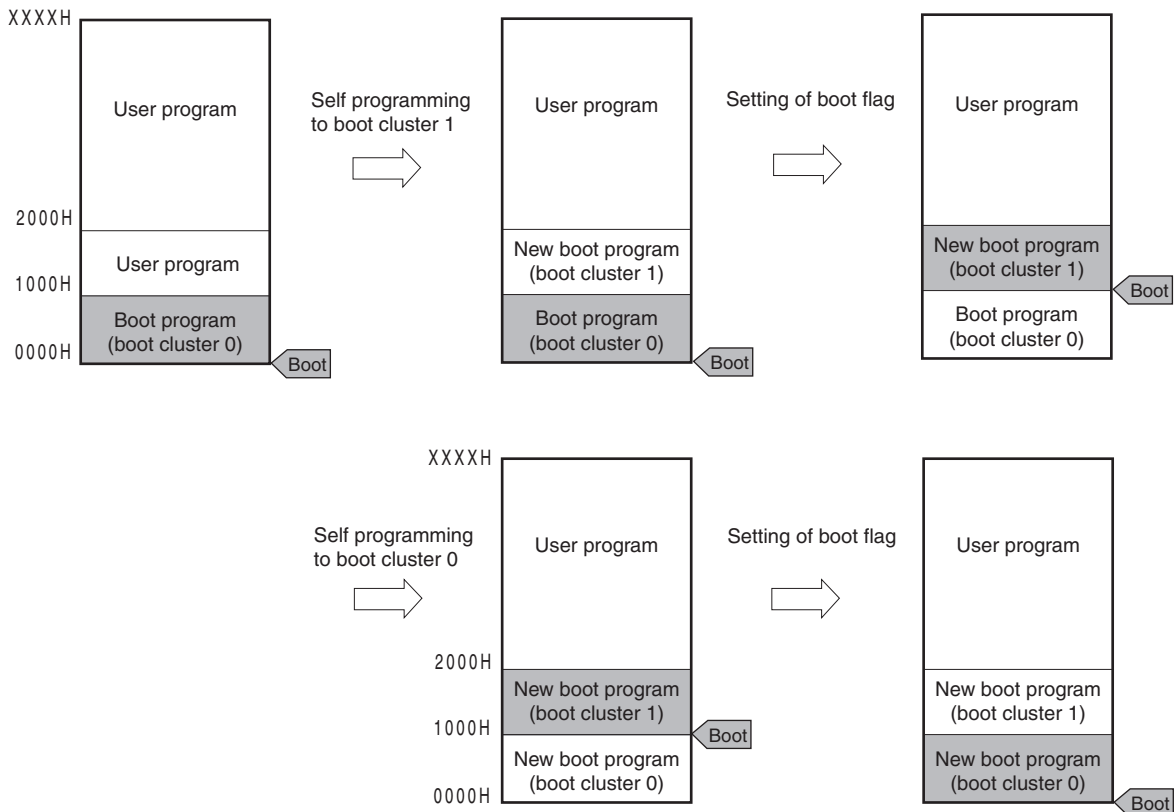 XXXXH
User program
2000H
User program
1000H
Boot program
(boot cluster 0)
0000H
Boot
Self programming
to boot cluster 1
User program
New boot program
(boot cluster 1)
Boot program
(boot cluster 0)
Boot
Setting of boot flag
User program
New boot program
(boot cluster 1)
Boot
Boot program
(boot cluster 0)
Self programming
to boot cluster 0
XXXXH
User program
2000H
New boot program
(boot cluster 1)
1000H
Boot
New boot program
(boot cluster 0)
0000H
Setting of boot flag
User program
New boot program
(boot cluster 1)
New boot program
(boot cluster 0)
Boot